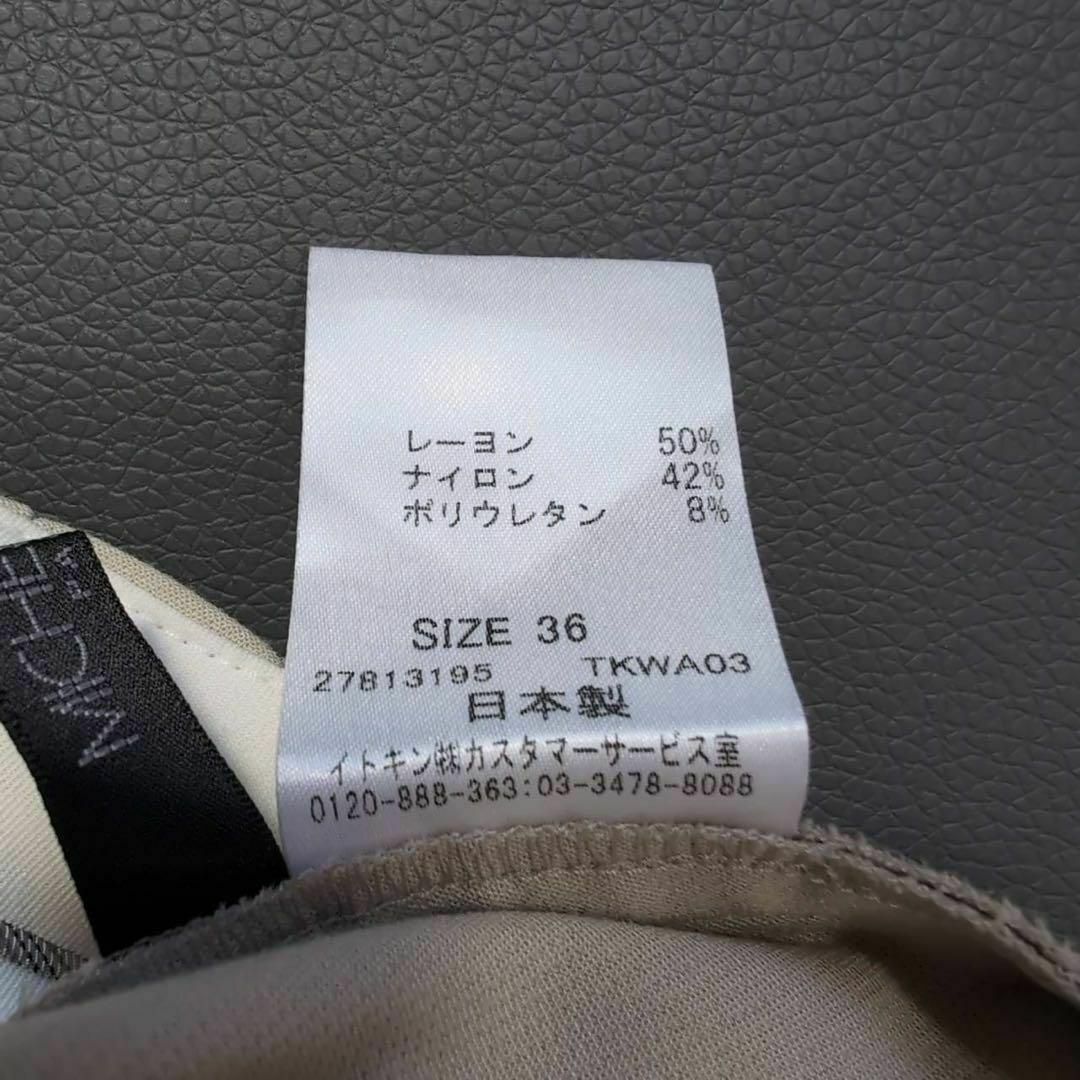 レーヨン 50%
ナイロン 42%
ポリウレタン 8%
SIZE 36
27813195 TKWA03
日本製
イトキン㈱カスタマーサービス室
0120-888-363:03-3478-8088